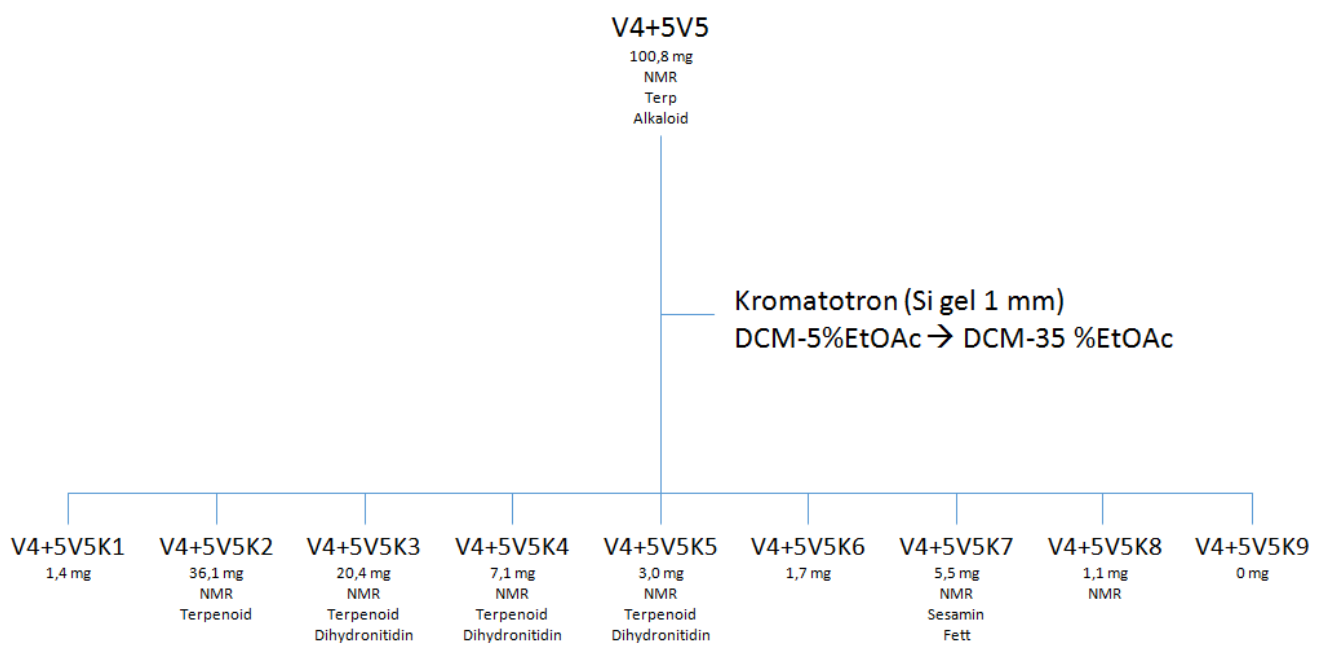 V4+5V5
100,8 mg
NMR
Terp
Alkaloid
Kromatotron (Si gel 1 mm)
DCM-5%EtOAc → DCM-35 %EtOAc
V4+5V5K1
1,4 mg
V4+5V5K2
36,1 mg
NMR
Terpenoid
V4+5V5K3
20,4 mg
NMR
Terpenoid
Dihydronitidin
V4+5V5K4
7,1 mg
NMR
Terpenoid
Dihydronitidin
V4+5V5K5
3,0 mg
NMR
Terpenoid
Dihydronitidin
V4+5V5K6
1,7 mg
V4+5V5K7
5,5 mg
NMR
Sesamin
Fett
V4+5V5K8
1,1 mg
NMR
V4+5V5K9
0 mg